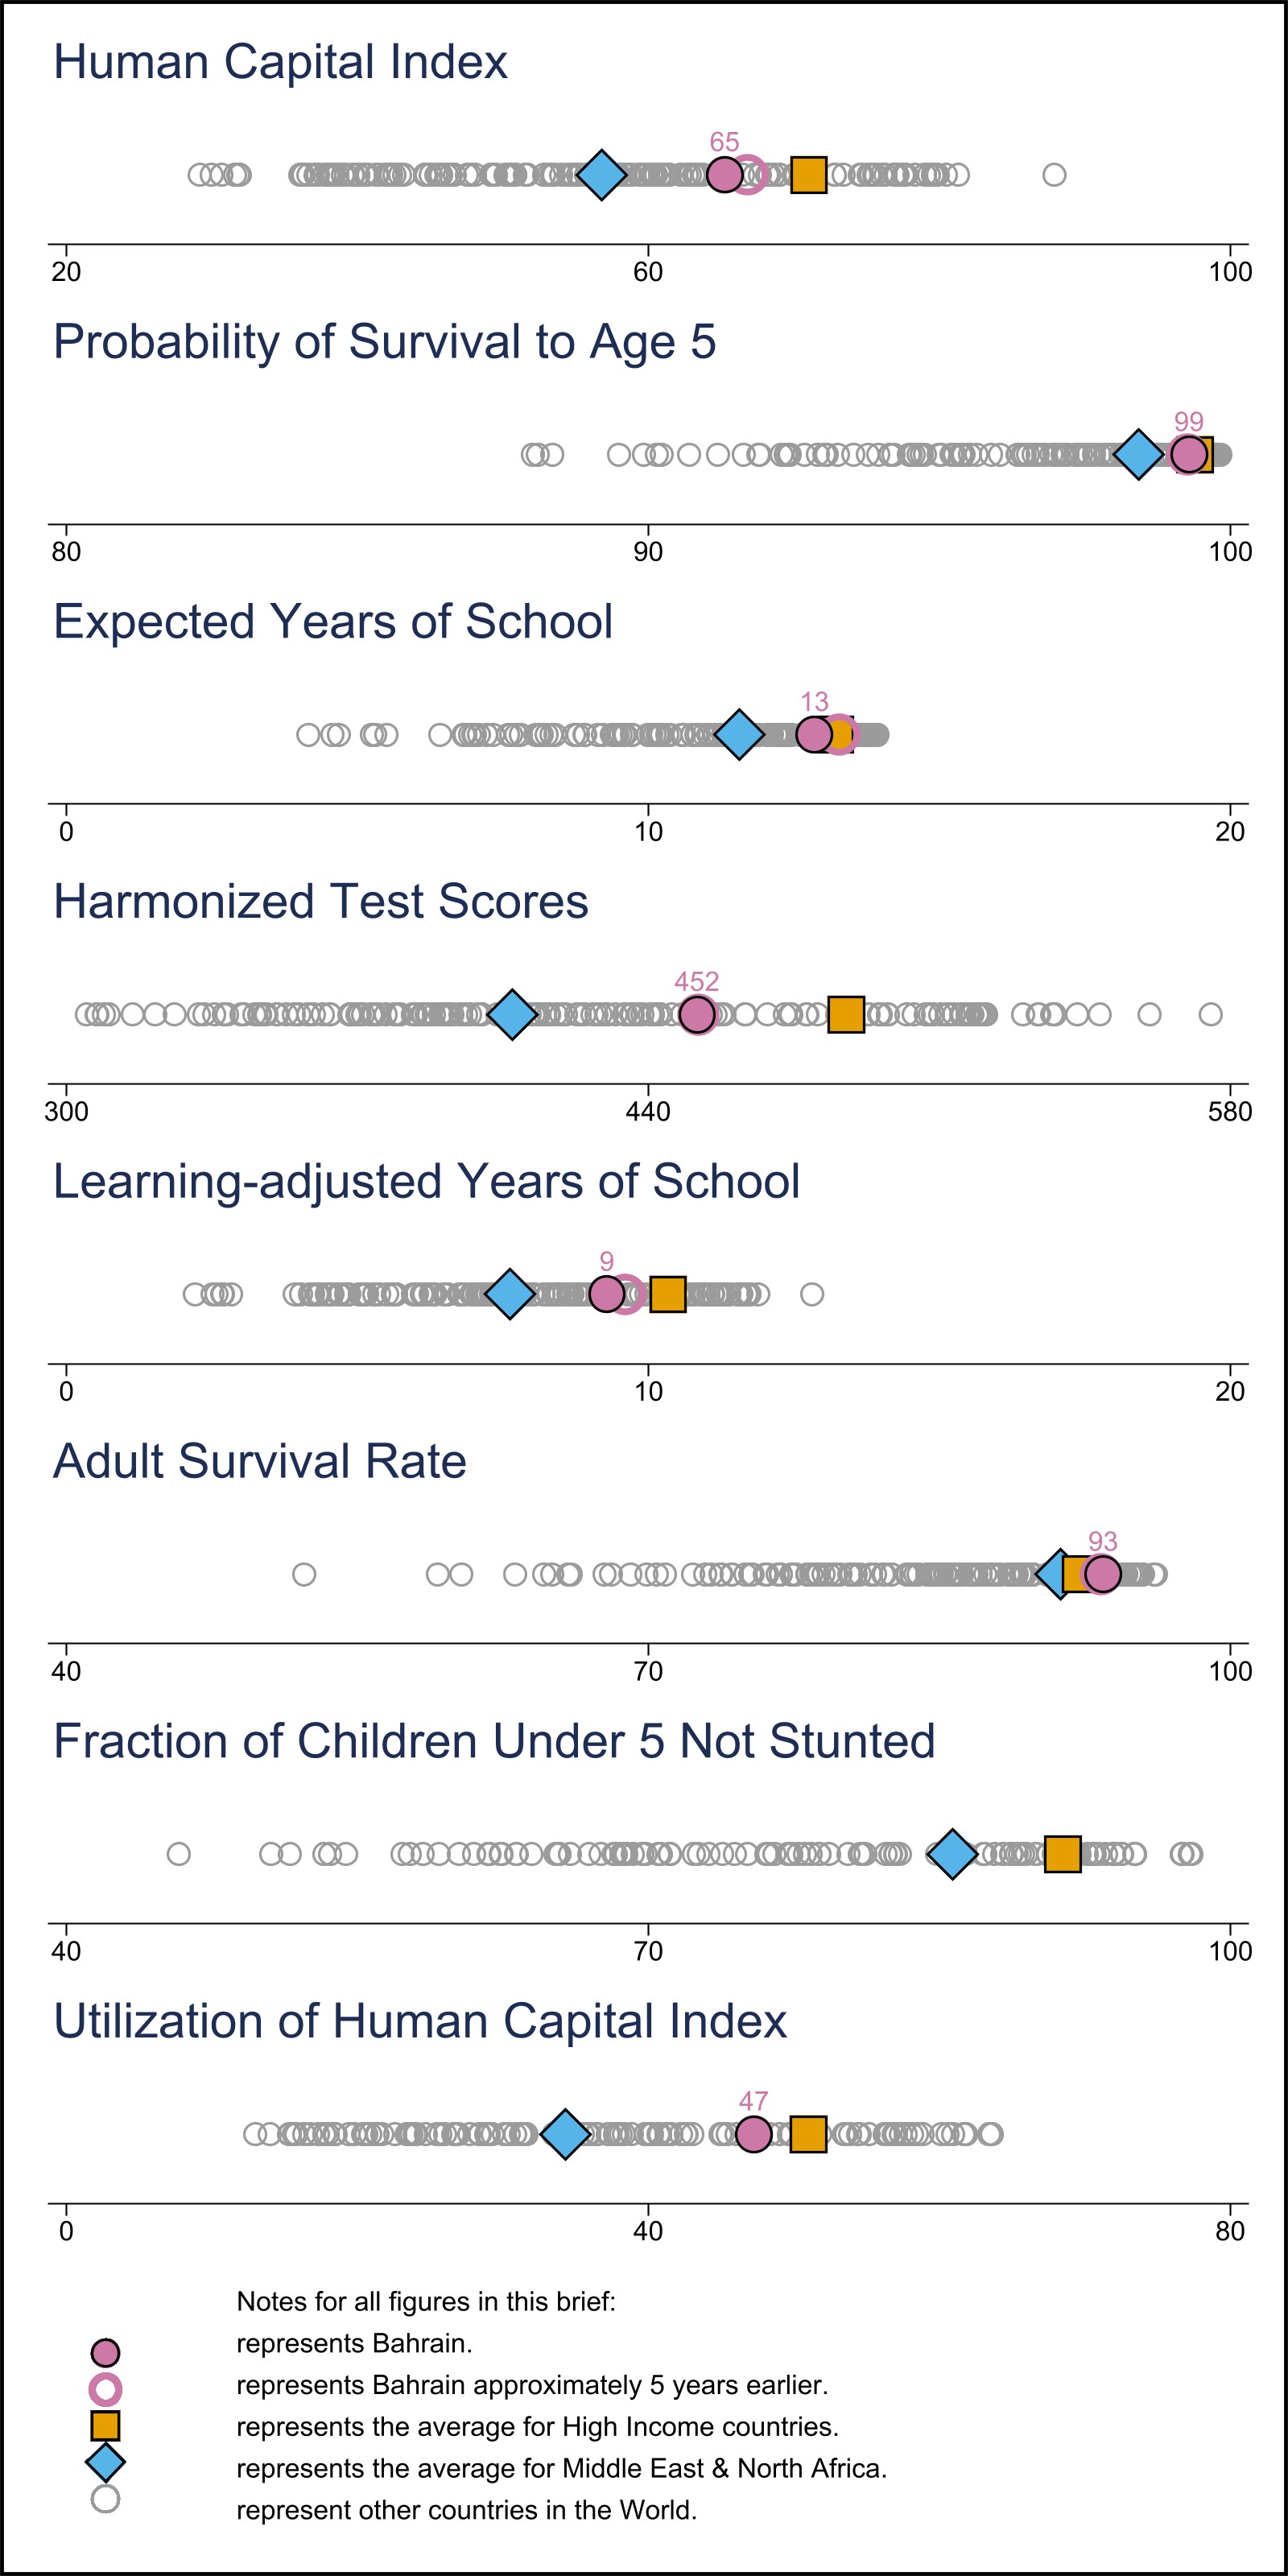 Human Capital Index
65
20 60 100
Probability of Survival to Age 5
99
80 90 100
Expected Years of School
13
0 10 20
Harmonized Test Scores
452
300 440 580
Learning-adjusted Years of School
9
0 10 20
Adult Survival Rate
93
40 70 100
Fraction of Children Under 5 Not Stunted
40 70 100
Utilization of Human Capital Index
47
0 40 80
Notes for all figures in this brief:
represents Bahrain.
represents Bahrain approximately 5 years earlier.
represents the average for High Income countries.
represents the average for Middle East & North Africa.
represent other countries in the World.